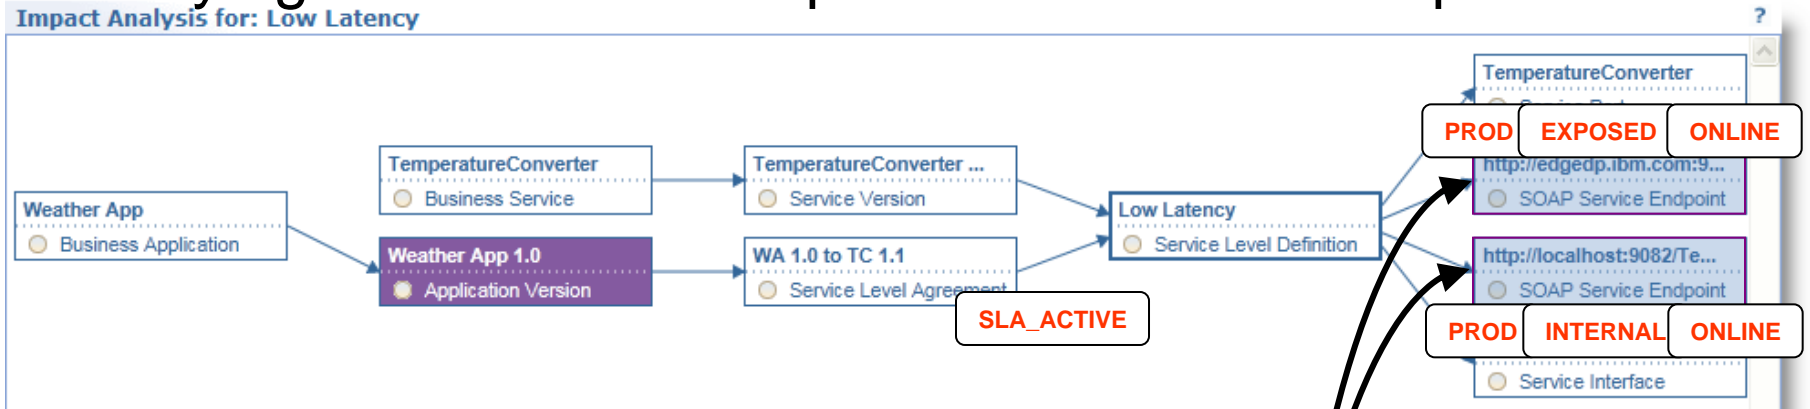 Impact Analysis for: Low Latency
?
TemperatureConverter
PROD EXPOSED ONLINE
TemperatureConverter
Business Service
TemperatureConverter ...
Service Version
http://edgedp.ibm.com:9...
SOAP Service Endpoint
Weather App
Business Application
Low Latency
Service Level Definition
Weather App 1.0
Application Version
WA 1.0 to TC 1.1
Service Level Agreement
SLA_ACTIVE
http://localhost:9082/Te...
SOAP Service Endpoint
PROD INTERNAL ONLINE
Service Interface